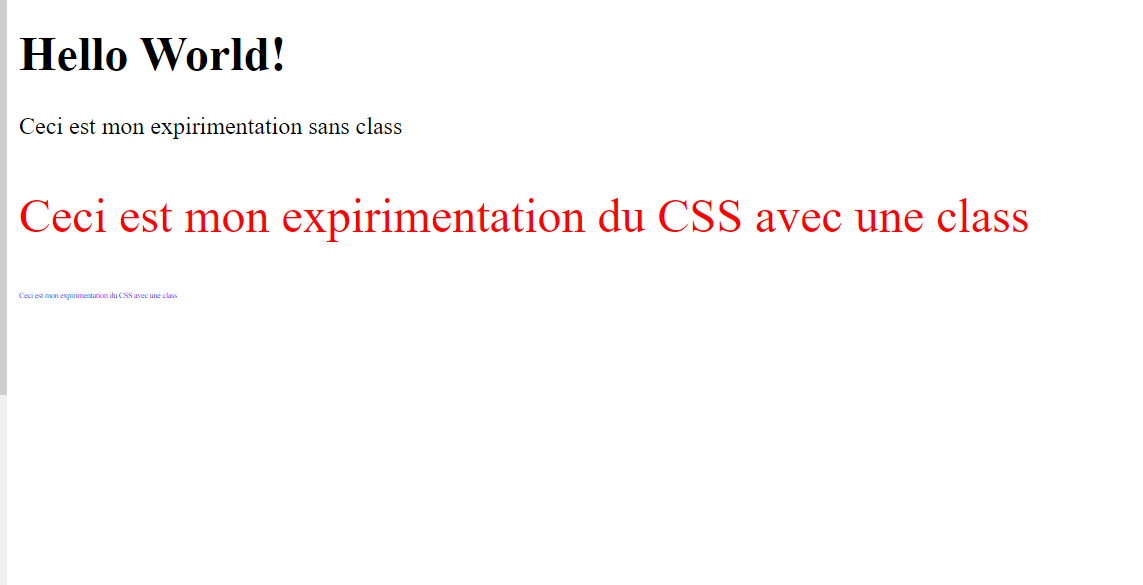 Hello World!
Ceci est mon expirimentation sans class
Ceci est mon expirimentation du CSS avec une class
Ceci est mon expirimentation du CSS avec une class